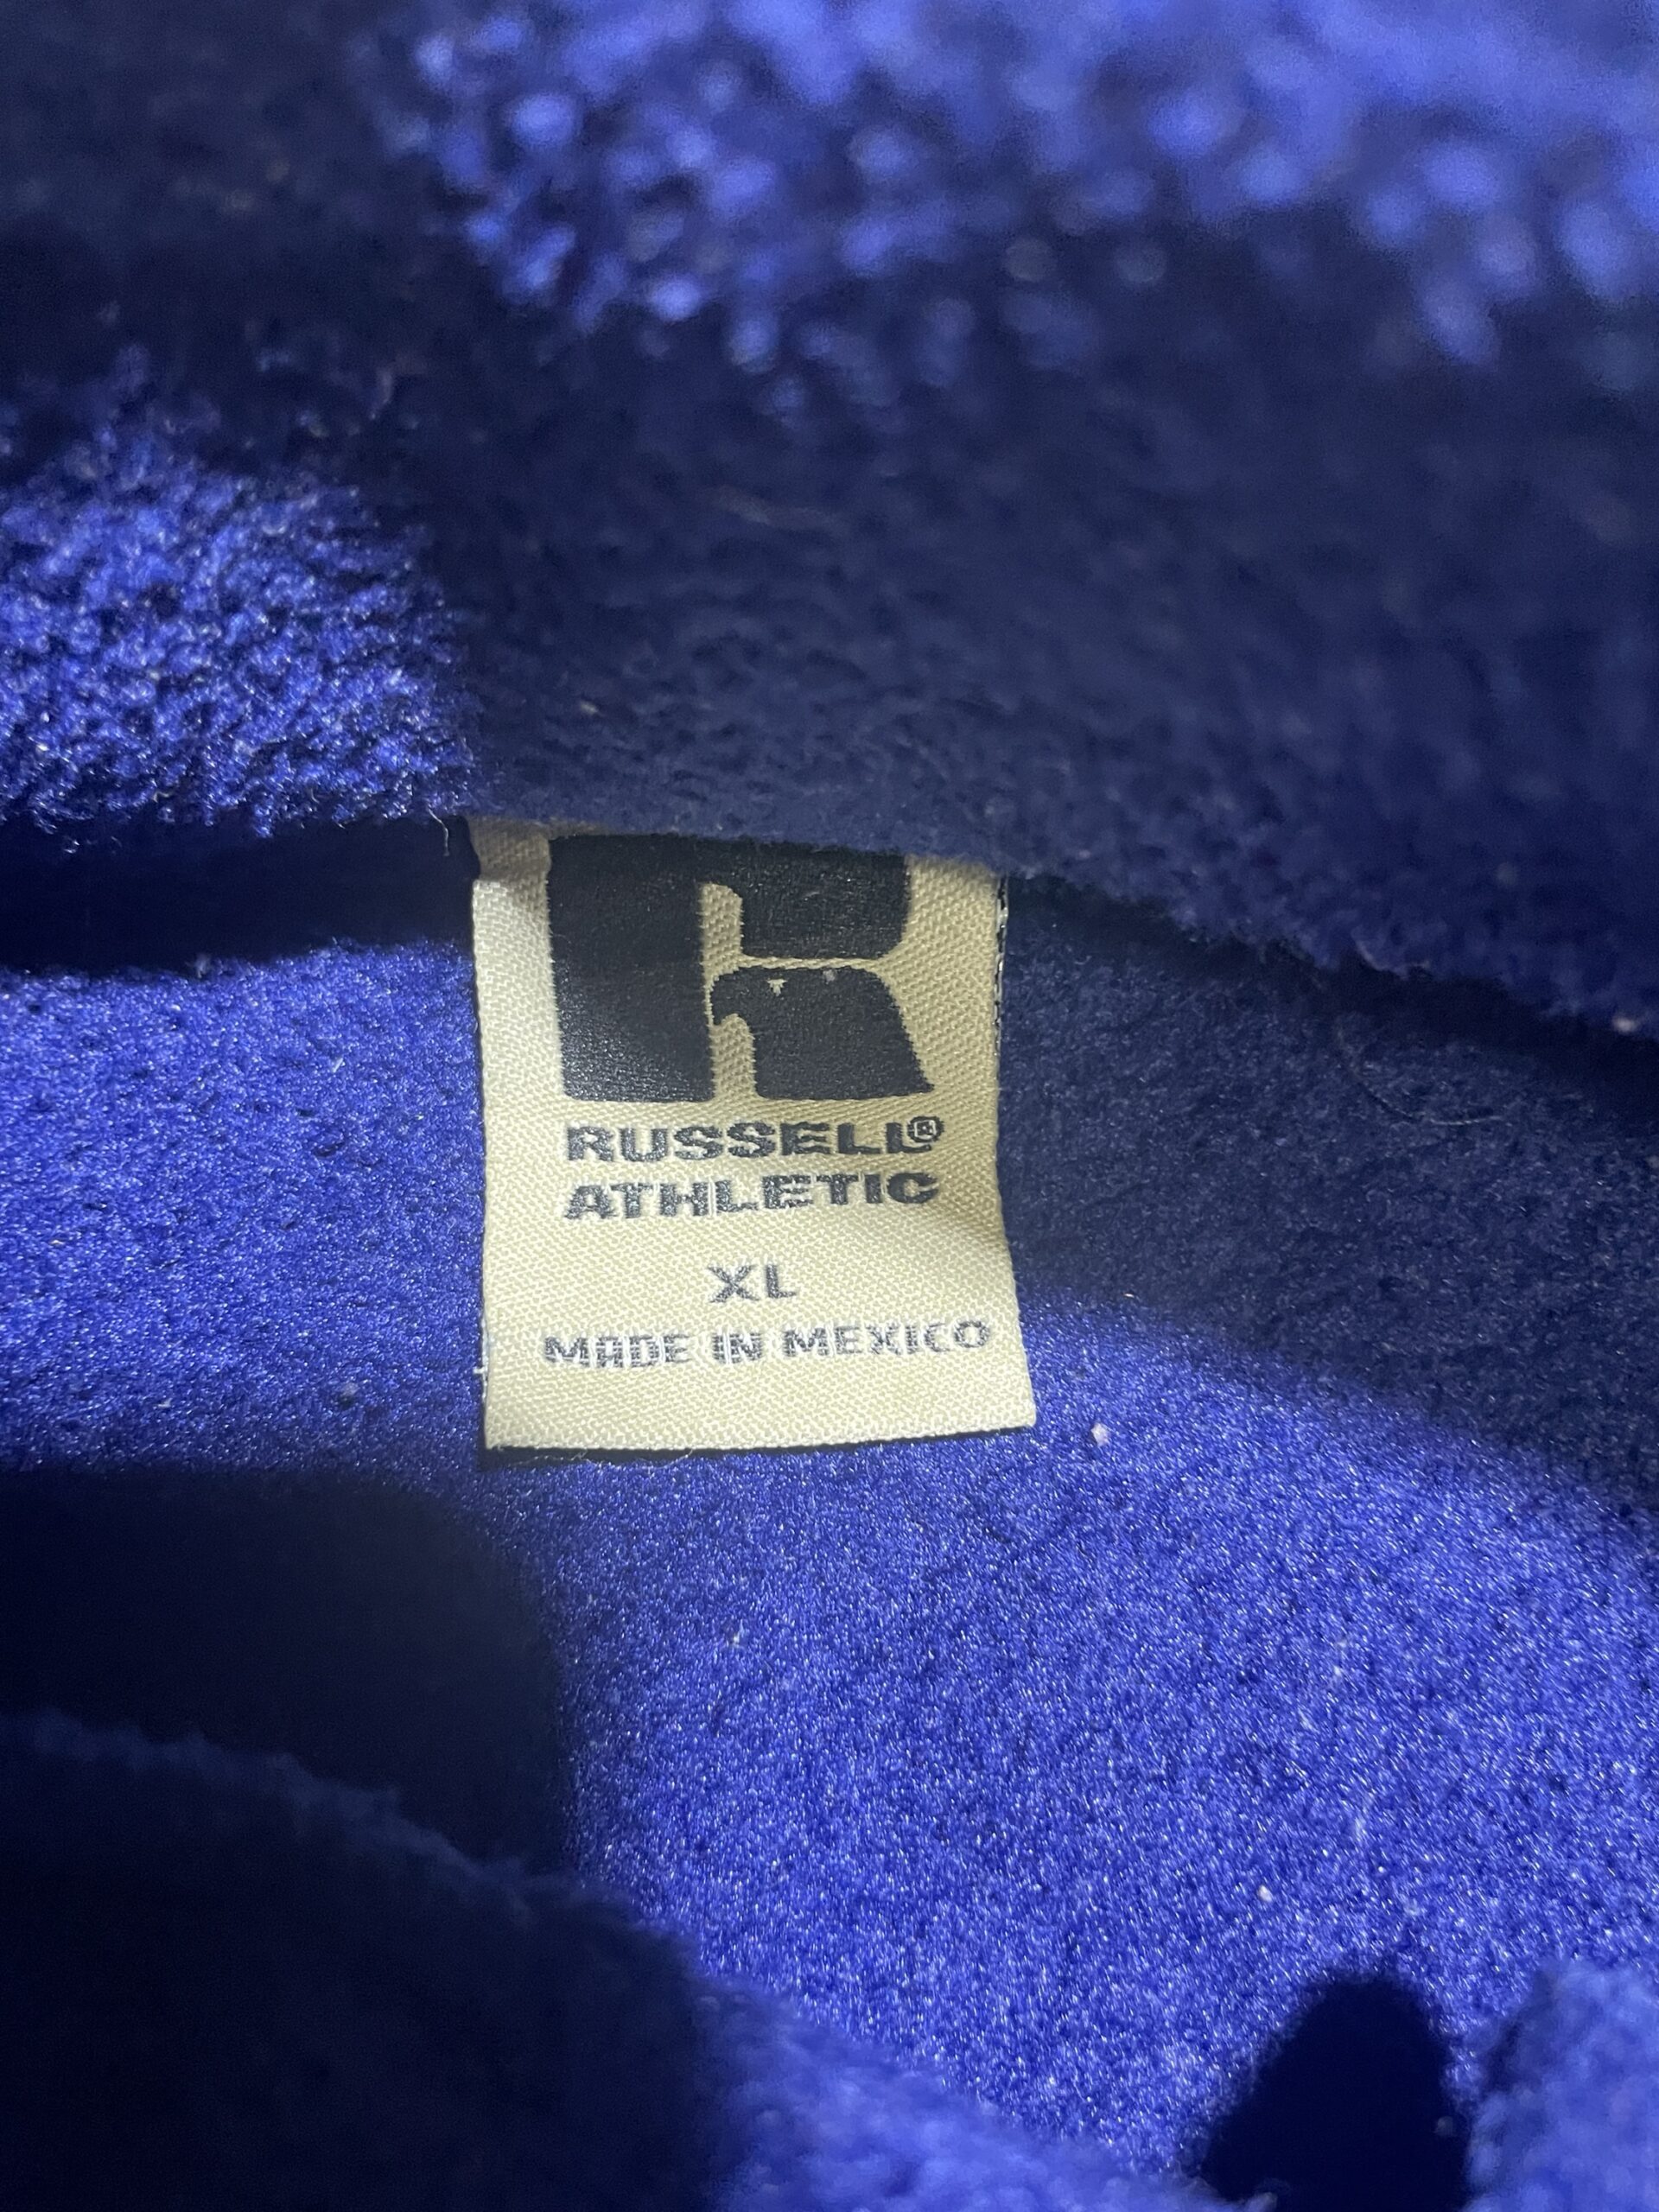 R
RUSSELL®
ATHLETIC
XL
MADE IN MEXICO